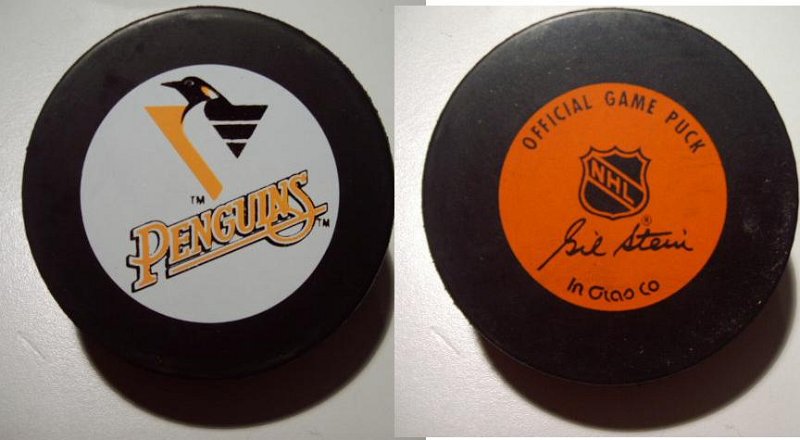 TM
PENGUINS TM
OFFICIAL GAME PUCK
NHL
®
Gil Stein
In Glas Co